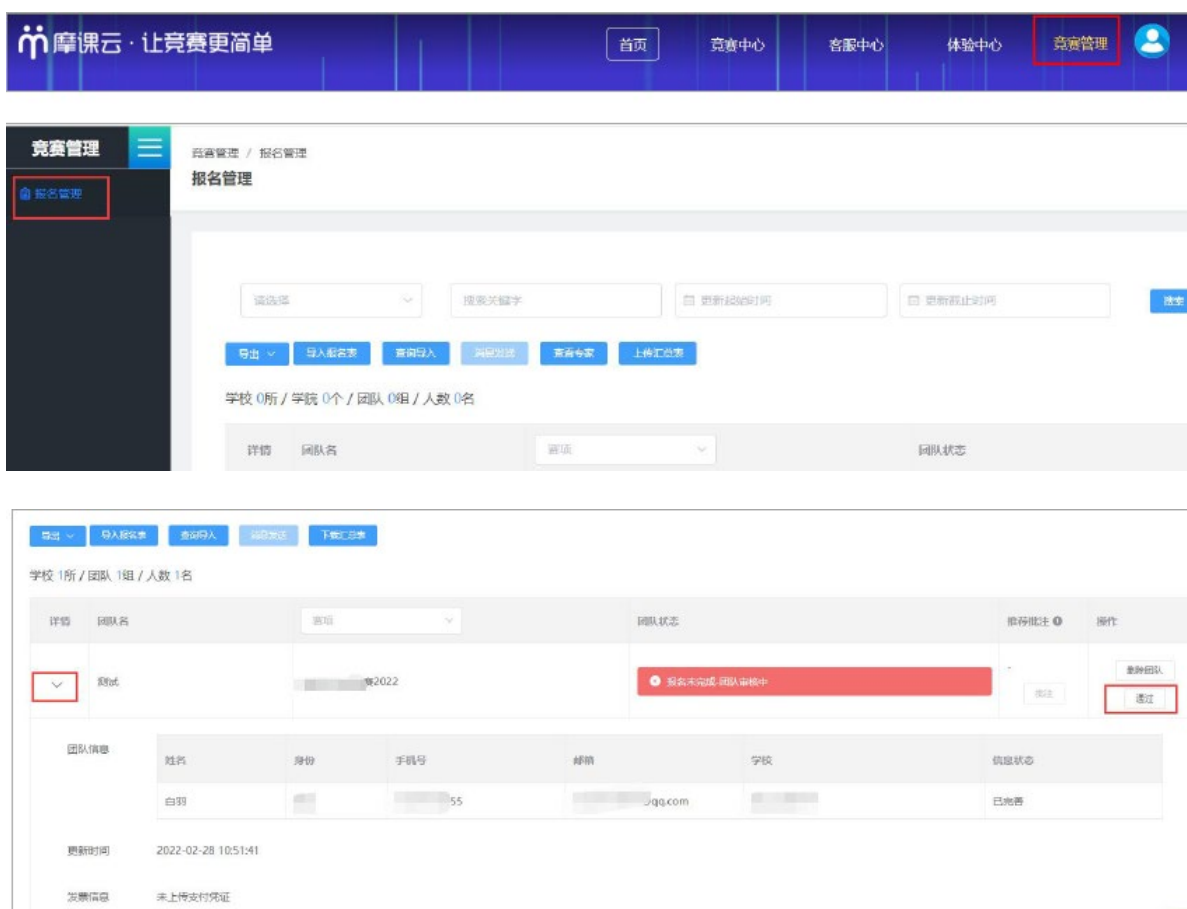 摩课云·让竞赛更简单 首页 竞赛中心 客服中心 体验中心 竞赛管理
竞赛管理 竞赛管理 / 报名管理
报名管理
报名管理
请选择 搜索关键字 更新起始时间 更新截止时间 搜索
导出 导入报名表 查询导入 消息发送 查看专家 上传汇总表
学校 0所 / 学院 0个 / 团队 0组 / 人数 0名
详情 团队名 赛项 团队状态
导出 导入报名表 查询导入 消息发送 下载汇总表
学校 1所 / 团队 1组 / 人数 1名
详情 团队名 赛项 团队状态 推荐批注 操作
测试 赛2022 报名未完成-团队审核中 - 批注 删除团队
通过
团队信息 姓名 身份 手机号 邮箱 学校 信息状态
白羽 55 qq.com 已完善
更新时间 2022-02-28 10:51:41
发票信息 未上传支付凭证